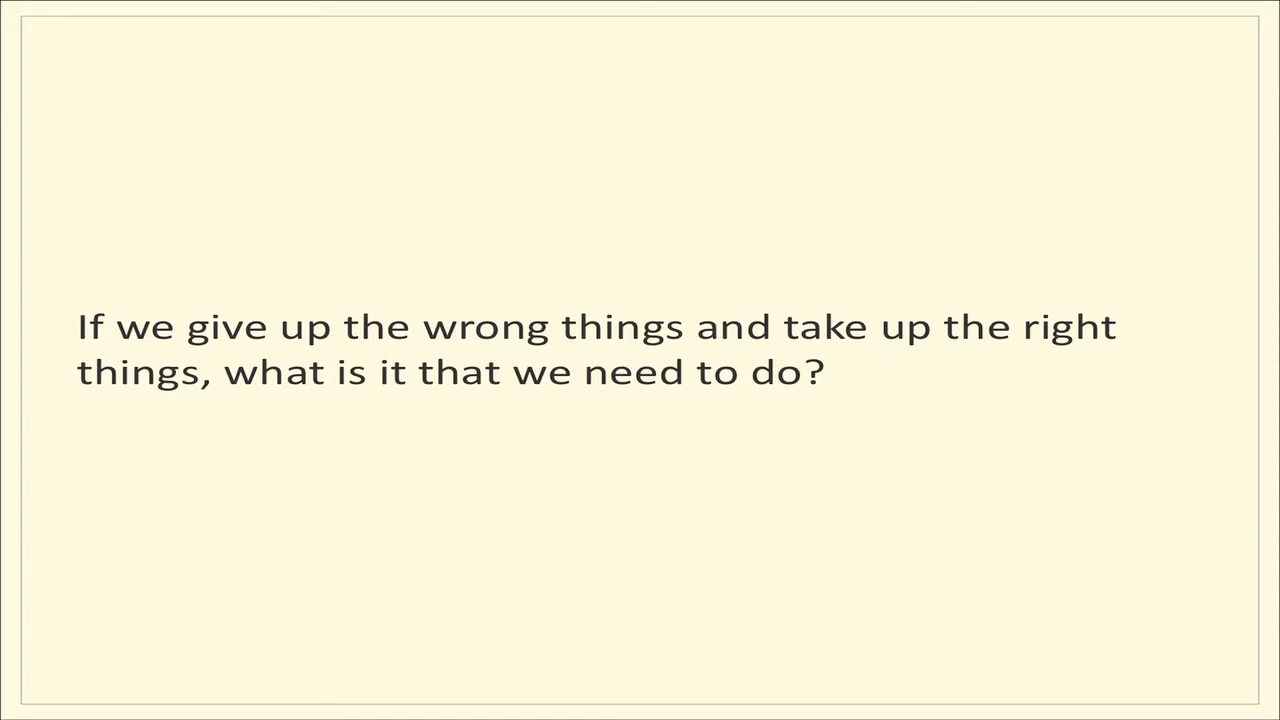 If we give up the wrong things and take up the right
things, what is it that we need to do?